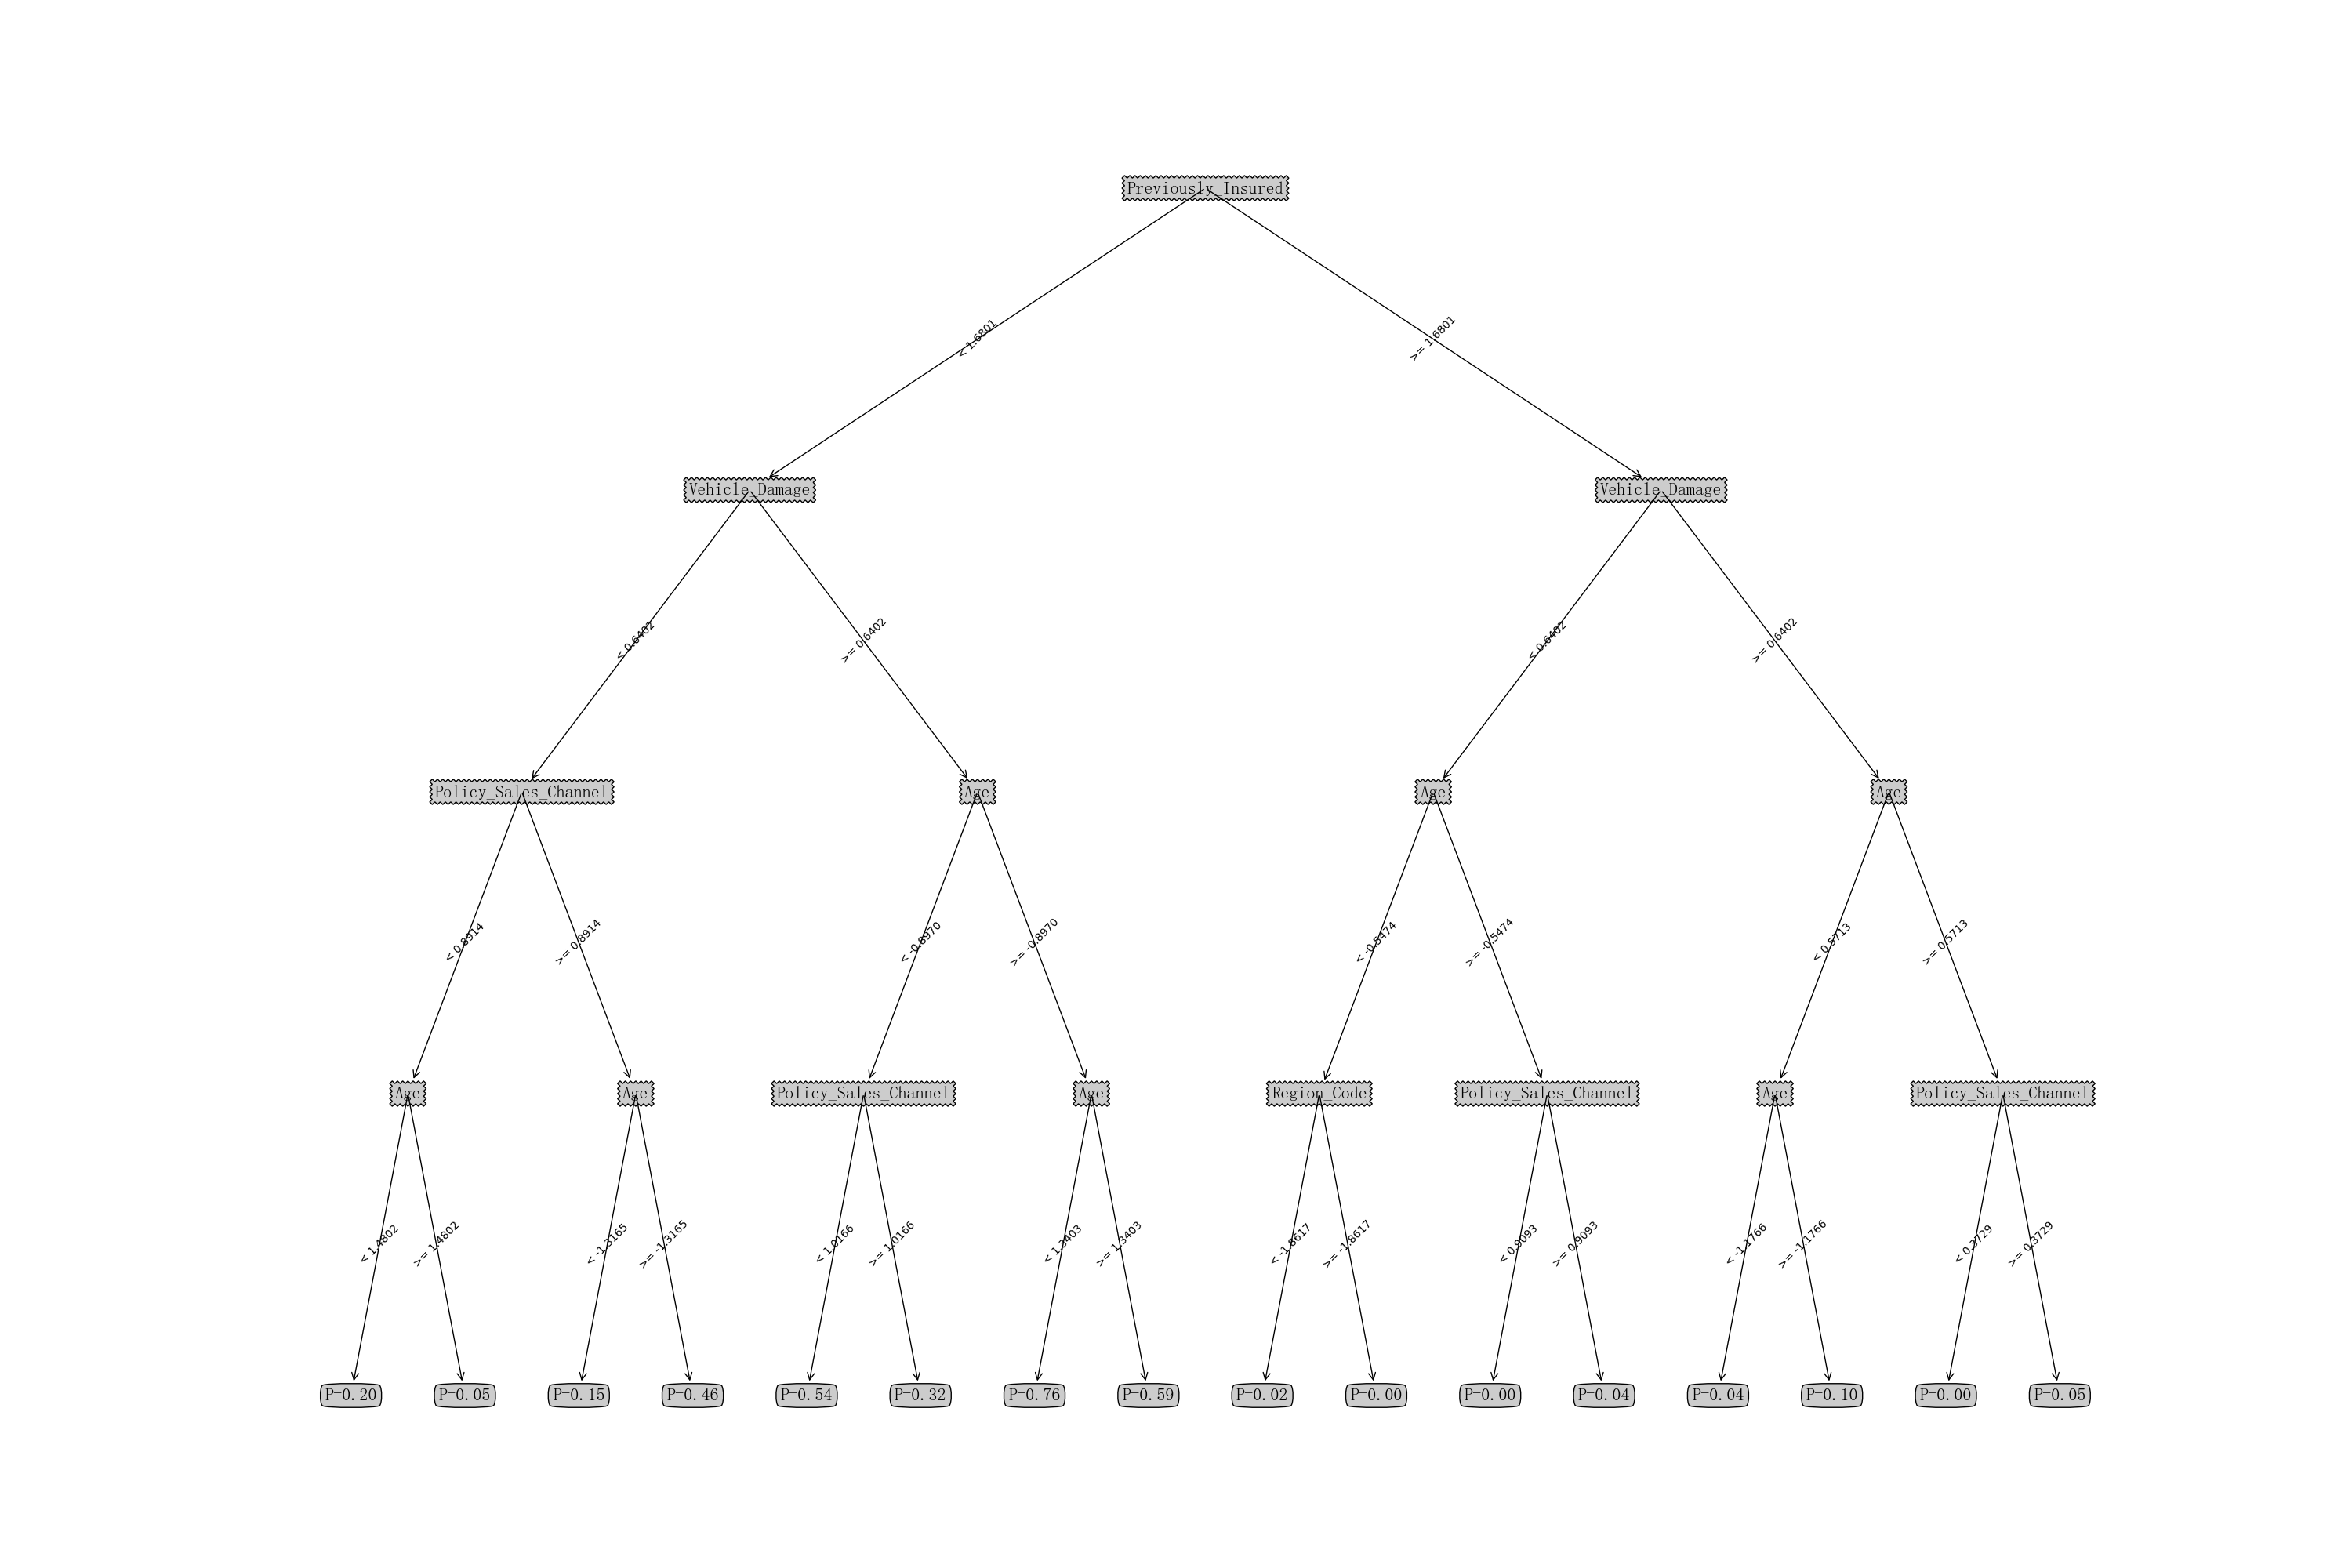 Previously_Insured
< 1.6801
>= 1.6801
Vehicle_Damage
Vehicle_Damage
< 0.6402
>= 0.6402
< 0.6402
>= 0.6402
Policy_Sales_Channel
Age
Age
Age
< 0.8914
>= 0.8914
< -0.8970
>= -0.8970
< -0.5474
>= -0.5474
< 0.5713
>= 0.5713
Age
Age
Policy_Sales_Channel
Age
Region_Code
Policy_Sales_Channel
Age
Policy_Sales_Channel
< 1.4802
>= 1.4802
< -1.3165
>= -1.3165
< 1.0166
>= 1.0166
< 1.3403
>= 1.3403
< -1.8617
>= -1.8617
< 0.9093
>= 0.9093
< -1.1766
>= -1.1766
< 0.3729
>= 0.3729
P=0.20
P=0.05
P=0.15
P=0.46
P=0.54
P=0.32
P=0.76
P=0.59
P=0.02
P=0.00
P=0.00
P=0.04
P=0.04
P=0.10
P=0.00
P=0.05